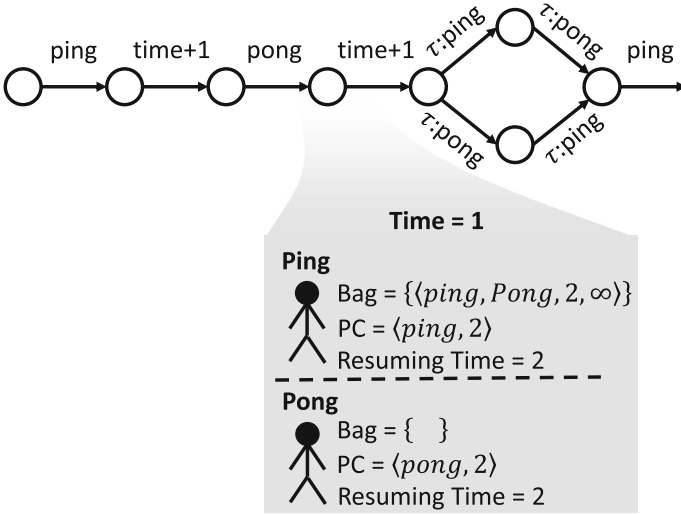 ping time+1 pong time+1 τ:ping τ:pong ping
τ:pong τ:ping
Time = 1
Ping
Bag = {⟨ping, Pong, 2, ∞⟩}
PC = ⟨ping, 2⟩
Resuming Time = 2
Pong
Bag = { }
PC = ⟨pong, 2⟩
Resuming Time = 2